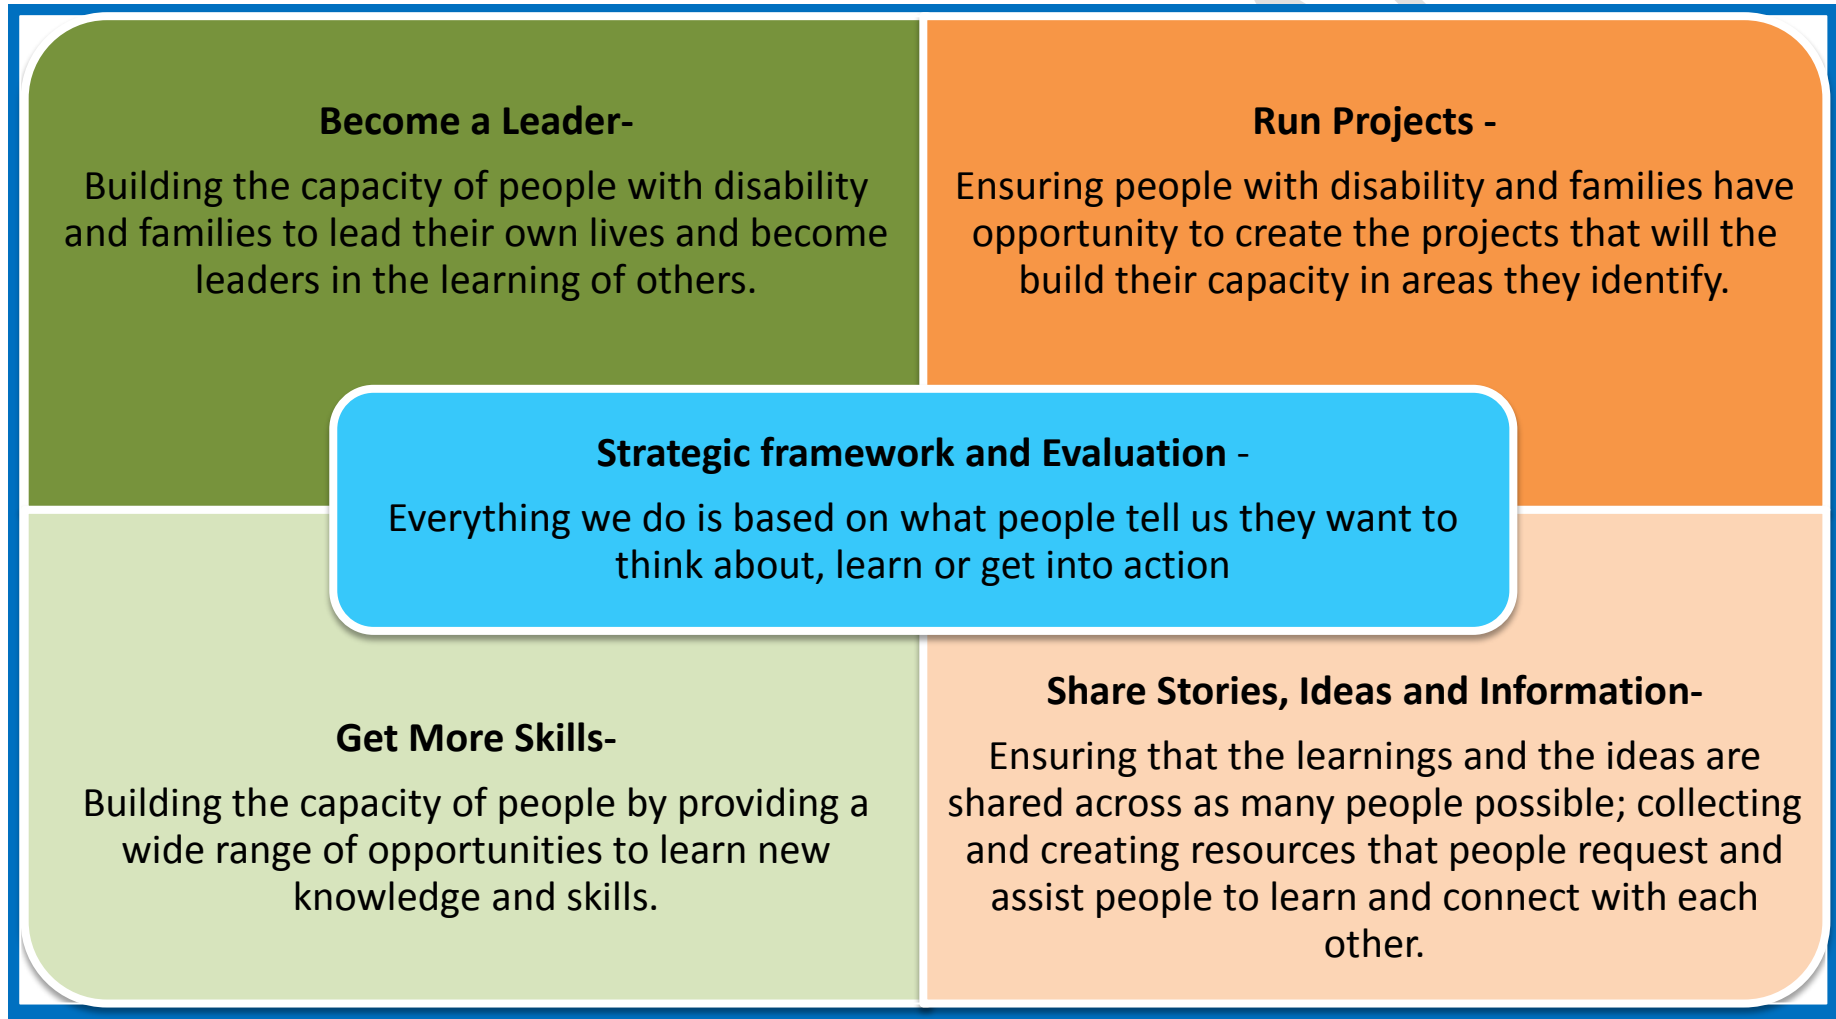 Become a Leader-
Building the capacity of people with disability
and families to lead their own lives and become
leaders in the learning of others.
Run Projects -
Ensuring people with disability and families have
opportunity to create the projects that will the
build their capacity in areas they identify.
Strategic framework and Evaluation -
Everything we do is based on what people tell us they want to
think about, learn or get into action
Get More Skills-
Building the capacity of people by providing a
wide range of opportunities to learn new
knowledge and skills.
Share Stories, Ideas and Information-
Ensuring that the learnings and the ideas are
shared across as many people possible; collecting
and creating resources that people request and
assist people to learn and connect with each
other.